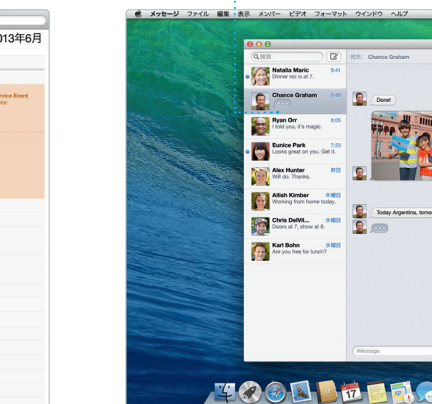 2013年6月
rvice Event
メッセージ ファイル 編集 表示 メンバー ビデオ フォーマット ウインドウ ヘルプ
検索
宛先: Chance Graham
Natalia Maric 9:41
Dinner red is at 7.
Chance Graham 9:40
Ryan Orr 8:05
I told you, it's magic.
Eunice Park 7:23
Looks great on you. Get it.
Alex Hunter 昨日
Will do. Thanks.
Ailish Kimber 水曜日
Working from home today.
Chris DelVil... 水曜日
Doors at 7, show at 8.
Karl Bohn 水曜日
Are you free for lunch?
Done!
Today Argentina, tomo
iMessage
17